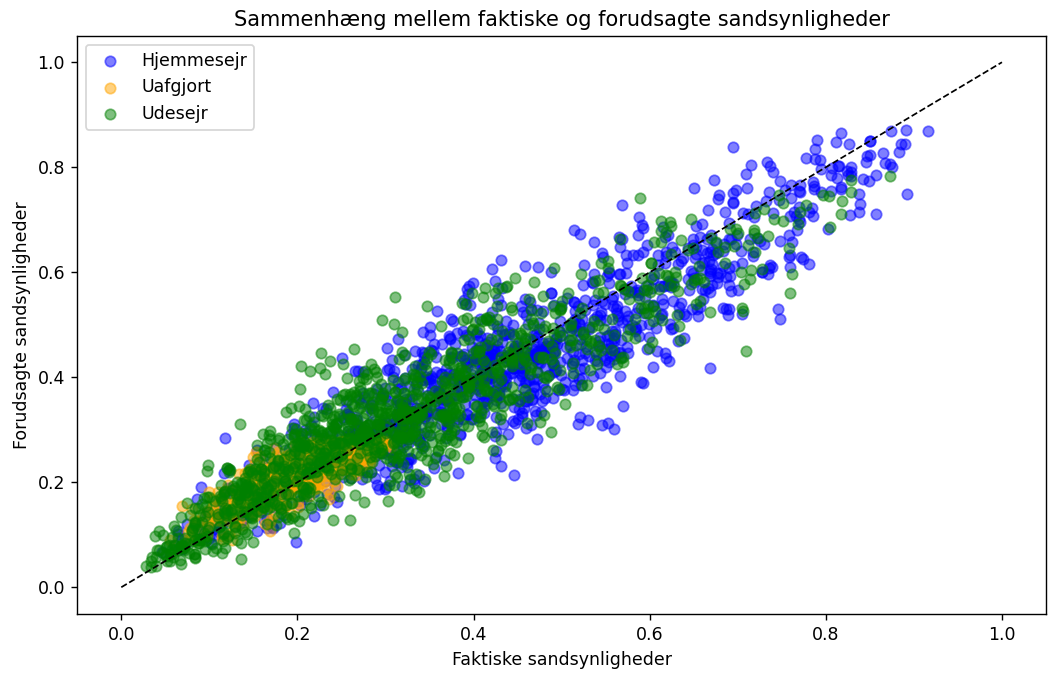 Sammenhæng mellem faktiske og forudsagte sandsynligheder
Hjemmesejr
Uafgjort
Udesejr
Forudsagte sandsynligheder
1.0
0.8
0.6
0.4
0.2
0.0
0.0 0.2 0.4 0.6 0.8 1.0
Faktiske sandsynligheder